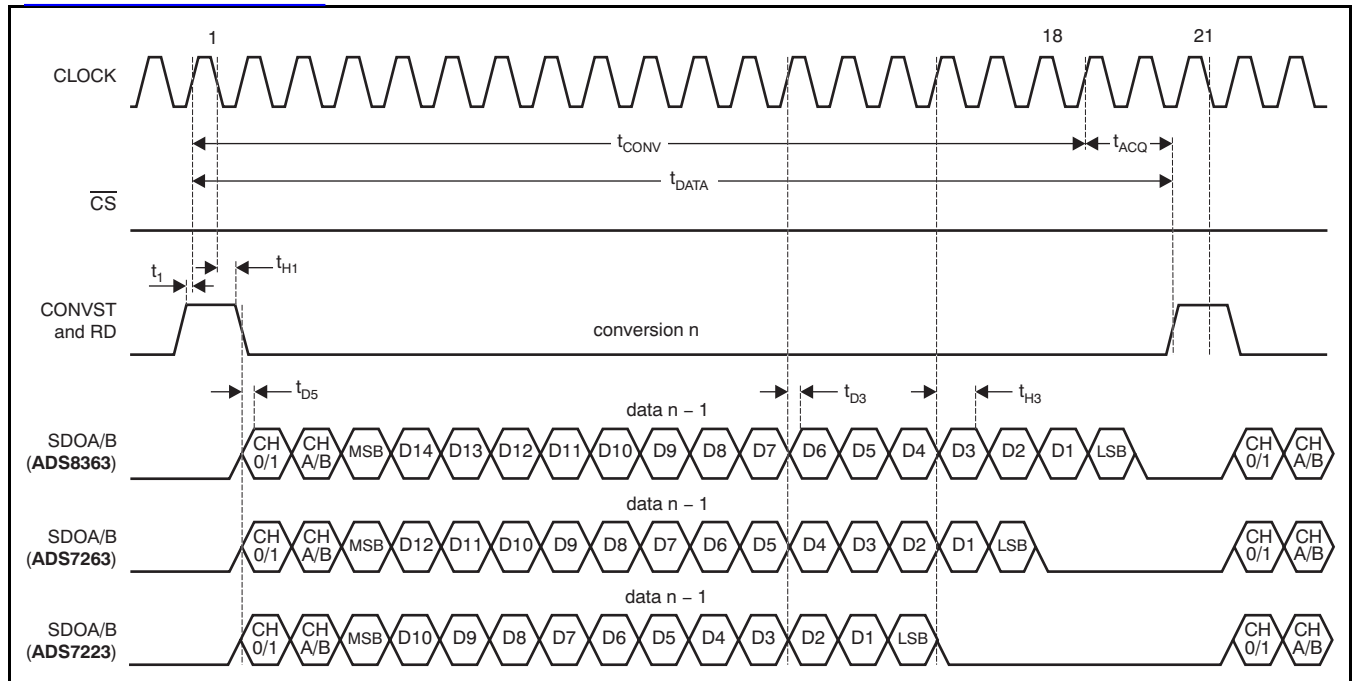 1 18 21
CLOCK
tCONV tACQ
tDATA
CS
t1 tH1
CONVST
and RD
conversion n
tD5 tD3 tH3
data n − 1
SDOA/B
(ADS8363)
CH 0/1 CH A/B MSB D14 D13 D12 D11 D10 D9 D8 D7 D6 D5 D4 D3 D2 D1 LSB CH 0/1 CH A/B
data n − 1
SDOA/B
(ADS7263)
CH 0/1 CH A/B MSB D12 D11 D10 D9 D8 D7 D6 D5 D4 D3 D2 D1 LSB CH 0/1 CH A/B
data n − 1
SDOA/B
(ADS7223)
CH 0/1 CH A/B MSB D10 D9 D8 D7 D6 D5 D4 D3 D2 D1 LSB CH 0/1 CH A/B